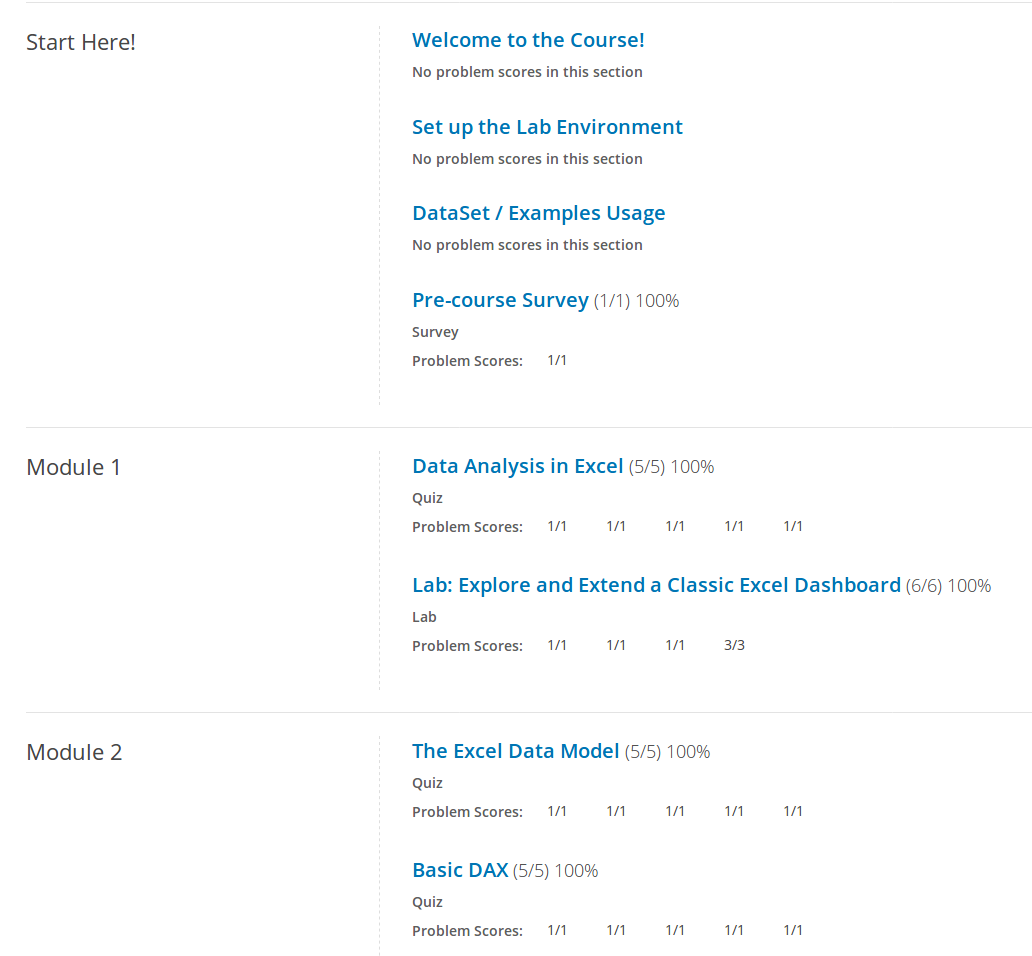 Start Here!
Welcome to the Course!
No problem scores in this section
Set up the Lab Environment
No problem scores in this section
DataSet / Examples Usage
No problem scores in this section
Pre-course Survey (1/1) 100%
Survey
Problem Scores: 1/1
Module 1
Data Analysis in Excel (5/5) 100%
Quiz
Problem Scores: 1/1 1/1 1/1 1/1 1/1
Lab: Explore and Extend a Classic Excel Dashboard (6/6) 100%
Lab
Problem Scores: 1/1 1/1 1/1 3/3
Module 2
The Excel Data Model (5/5) 100%
Quiz
Problem Scores: 1/1 1/1 1/1 1/1 1/1
Basic DAX (5/5) 100%
Quiz
Problem Scores: 1/1 1/1 1/1 1/1 1/1